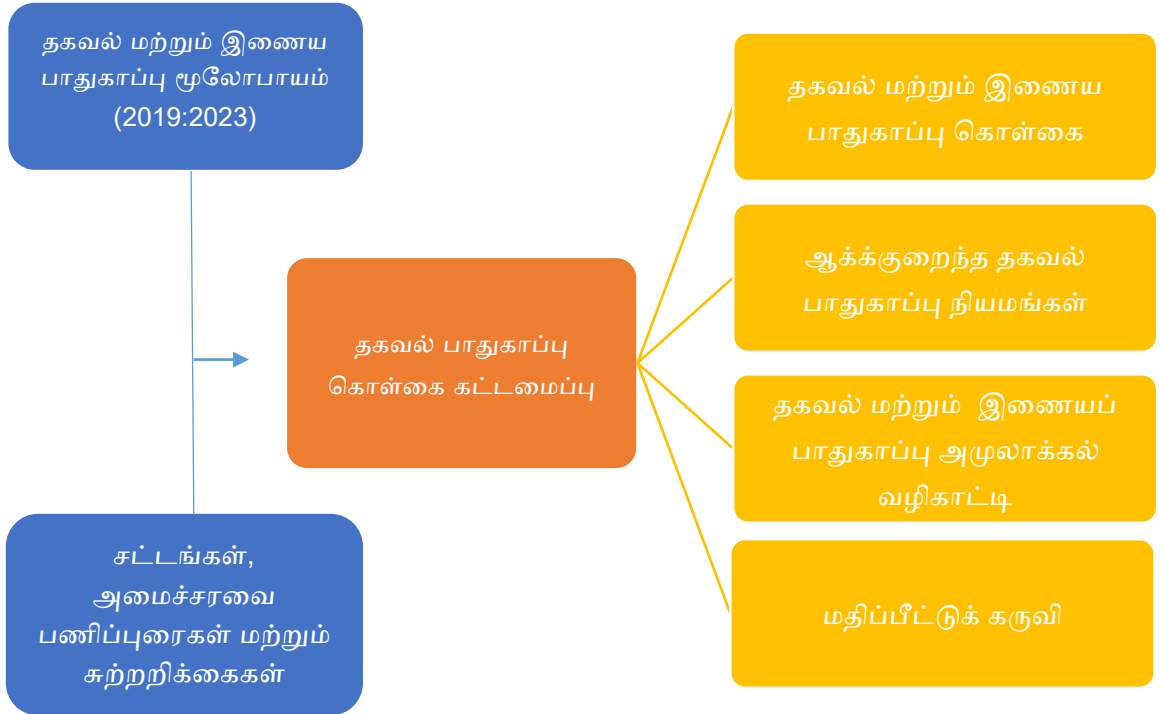 தகவல் மற்றும் இணைய
பாதுகாப்பு மூலோபாயம்
(2019:2023)
சட்டங்கள்,
அமைச்சரவை
பணிப்புரைகள் மற்றும்
சுற்றறிக்கைகள்
தகவல் பாதுகாப்பு
கொள்கை கட்டமைப்பு
தகவல் மற்றும் இணைய
பாதுகாப்பு கொள்கை
ஆக்க்குறைந்த தகவல்
பாதுகாப்பு நியமங்கள்
தகவல் மற்றும் இணையப்
பாதுகாப்பு அமுலாக்கல்
வழிகாட்டி
மதிப்பீட்டுக் கருவி